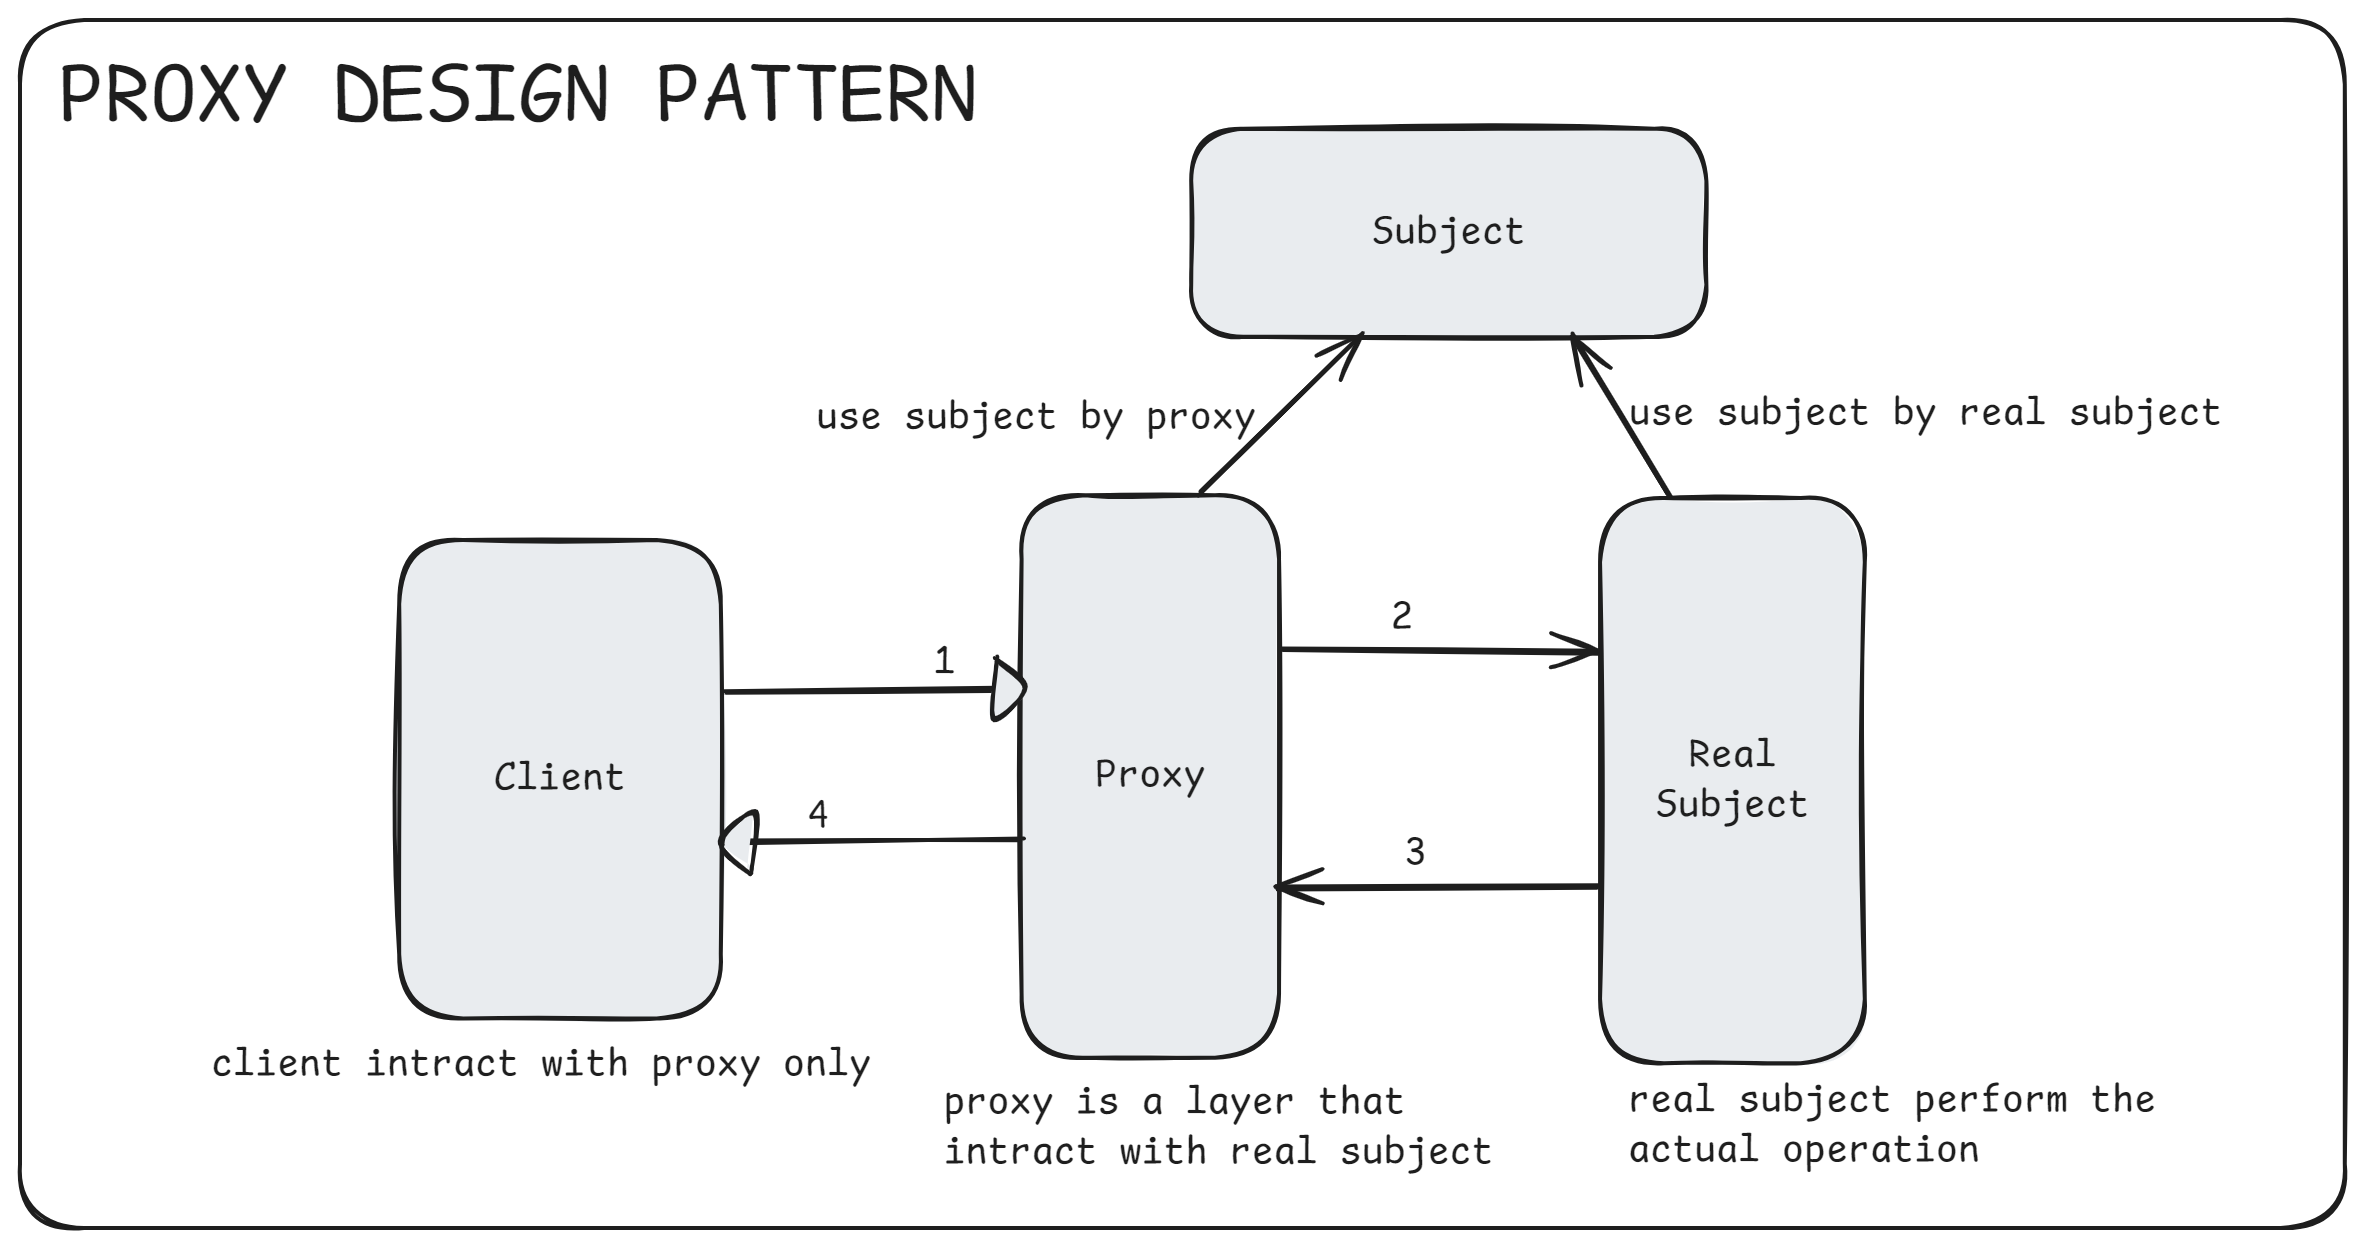 PROXY DESIGN PATTERN
Subject
use subject by proxy
use subject by real subject
1
2
Client
Proxy
Real
Subject
4
3
client intract with proxy only
proxy is a layer that
intract with real subject
real subject perform the
actual operation